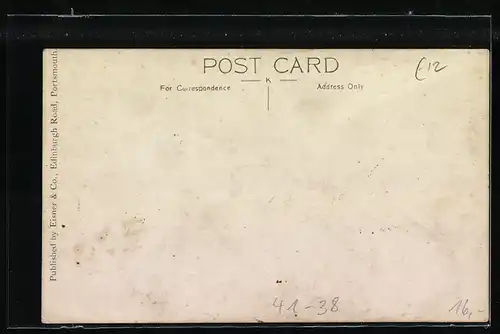 POST CARD
£12
K
For Correspondence
Address Only
Published by Eisner & Co., Edinburgh Road, Portsmouth.
41-38
16,-